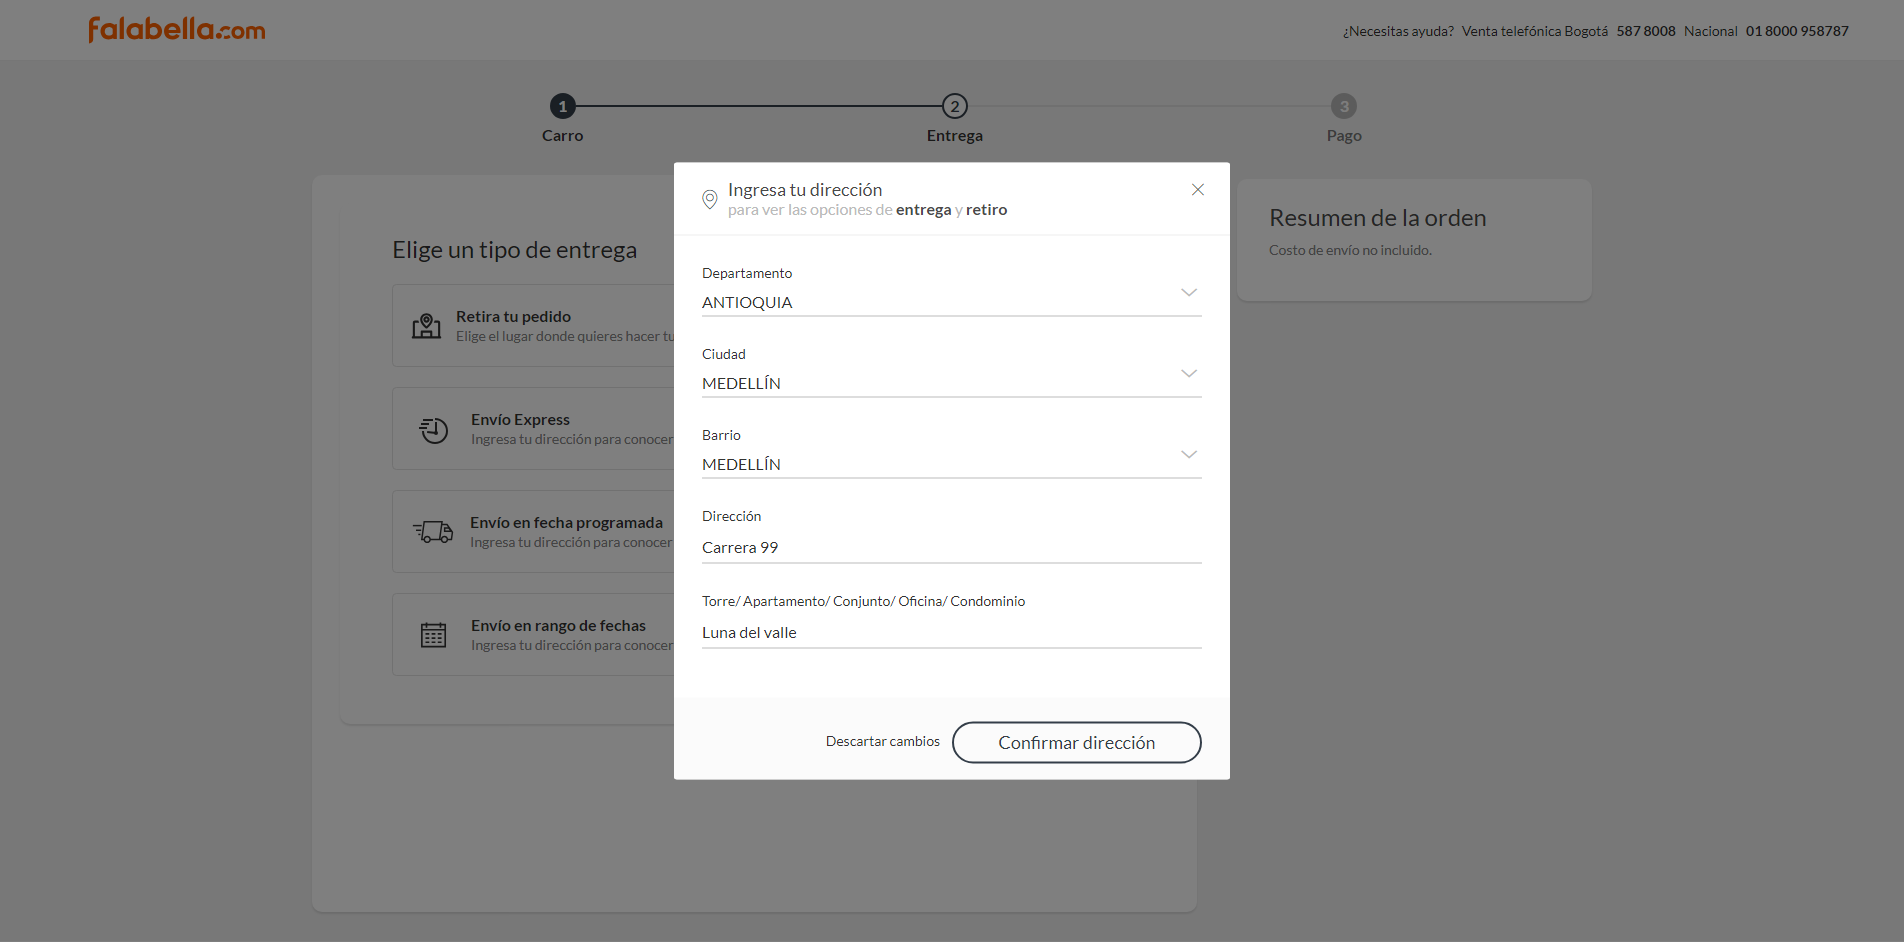 falabella.com
¿Necesitas ayuda? Venta telefónica Bogotá 587 8008 Nacional 01 8000 958787
1
2
3
Carro
Entrega
Pago
Elige un tipo de entrega
Retira tu pedido
Elige el lugar donde quieres hacer tu
Envío Express
Ingresa tu dirección para conocer
Envío en fecha programada
Ingresa tu dirección para conocer
Envío en rango de fechas
Ingresa tu dirección para conocer
Ingresa tu dirección
para ver las opciones de entrega y retiro
Departamento
ANTIOQUIA
Ciudad
MEDELLÍN
Barrio
MEDELLÍN
Dirección
Carrera 99
Torre/ Apartamento/ Conjunto/ Oficina/ Condominio
Luna del valle
Descartar cambios
Confirmar dirección
Resumen de la orden
Costo de envío no incluido.